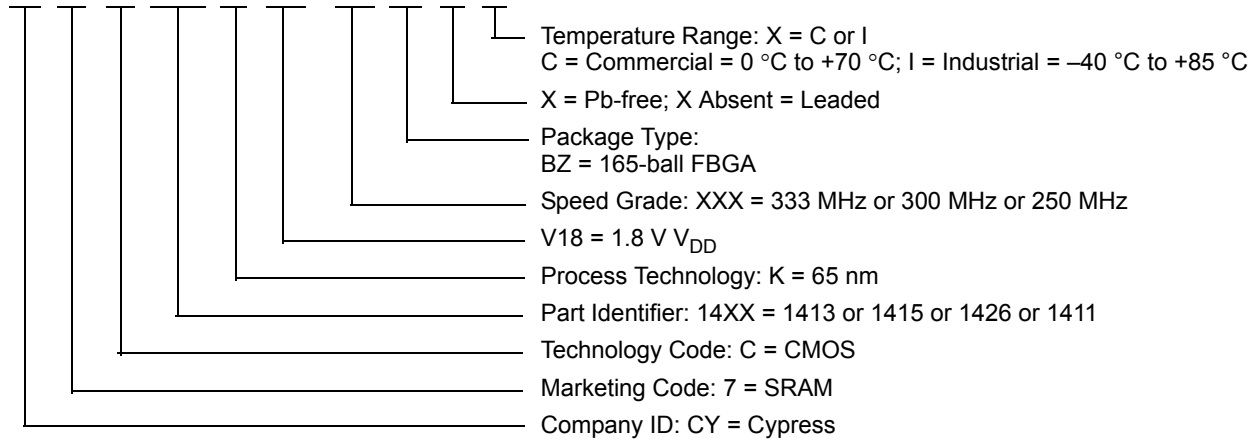 Temperature Range: X = C or I
C = Commercial = 0 °C to +70 °C; I = Industrial = –40 °C to +85 °C
X = Pb-free; X Absent = Leaded
Package Type:
BZ = 165-ball FBGA
Speed Grade: XXX = 333 MHz or 300 MHz or 250 MHz
V18 = 1.8 V VDD
Process Technology: K = 65 nm
Part Identifier: 14XX = 1413 or 1415 or 1426 or 1411
Technology Code: C = CMOS
Marketing Code: 7 = SRAM
Company ID: CY = Cypress